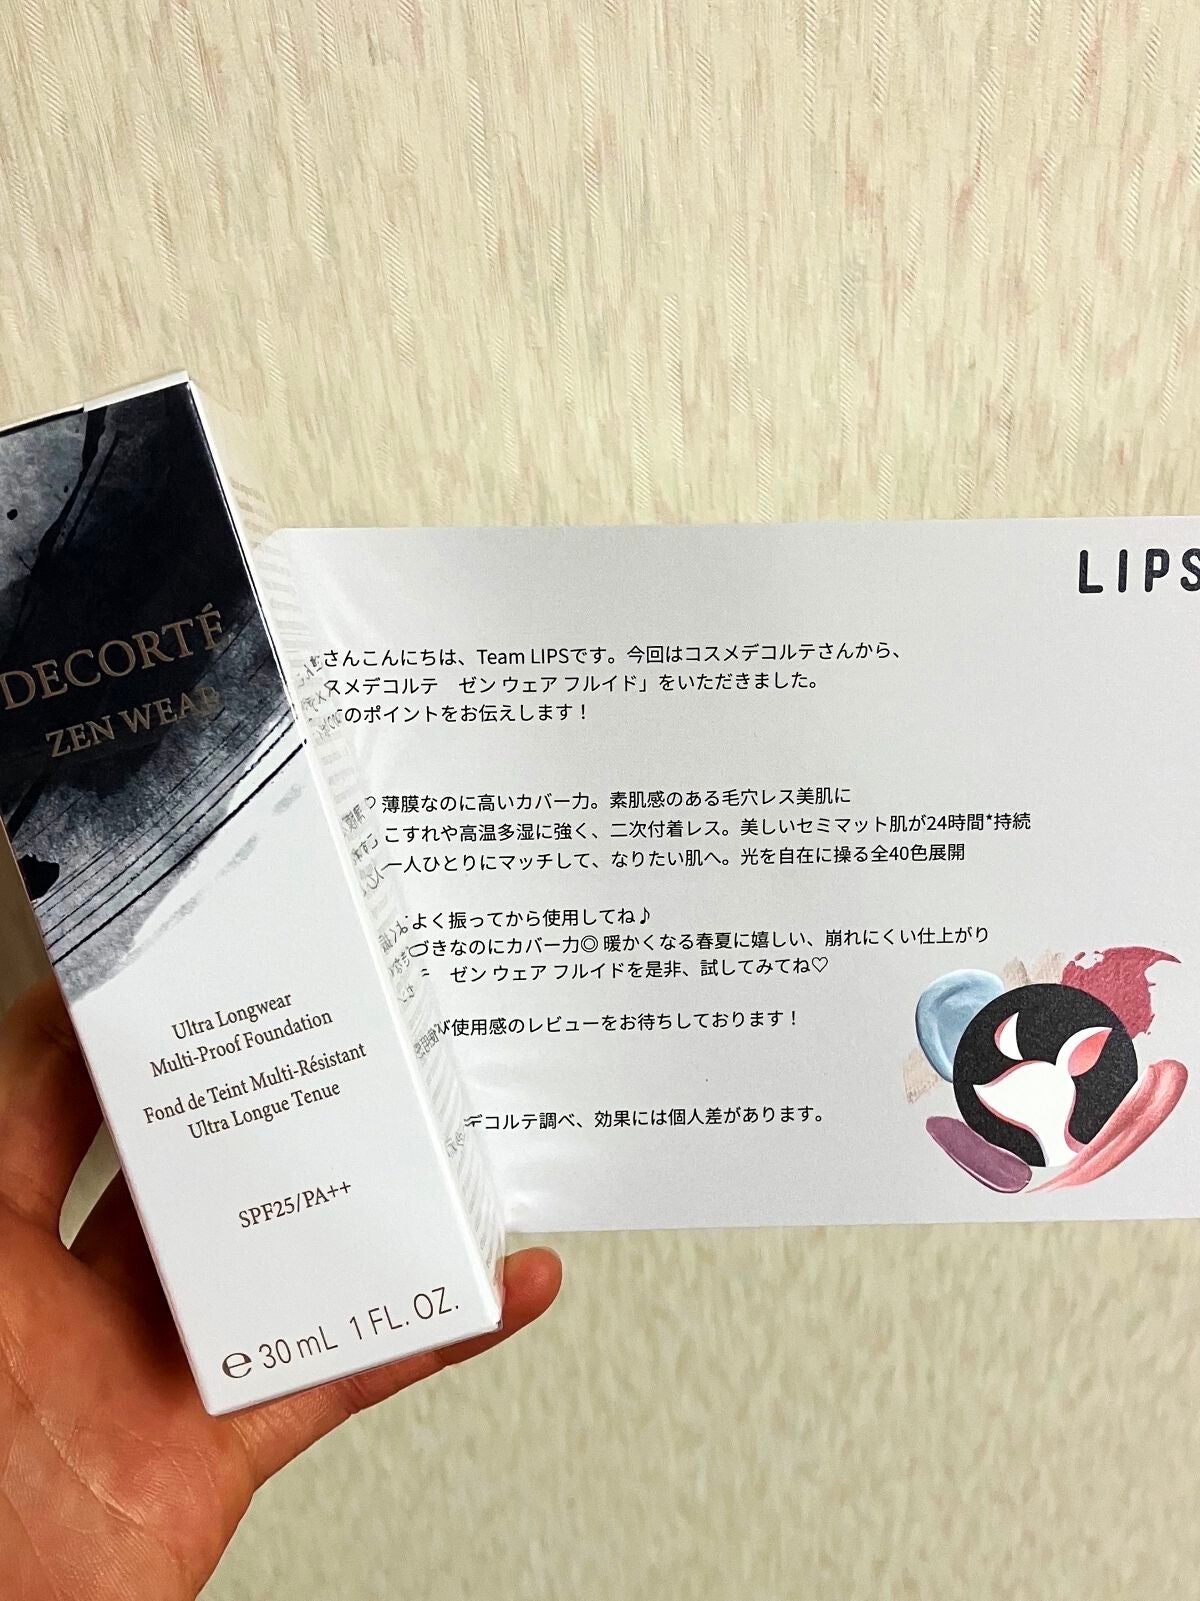 DECORTÉ
ZEN WEAR
Ultra Longwear
Multi-Proof Foundation
Fond de Teint Multi-Résistant
Ultra Longue Tenue
SPF25/PA++
℮ 30 mL 1 FL. OZ.
LIPS
さんこんにちは、Team LIPSです。今回はコスメデコルテさんから、
スメデコルテ ゼン ウェア フルイド」をいただきました。
てのポイントをお伝えします！
薄膜なのに高いカバー力。素肌感のある毛穴レス美肌に
こすれや高温多湿に強く、二次付着レス。美しいセミマット肌が24時間*持続
一人ひとりにマッチして、なりたい肌へ。光を自在に操る全40色展開
よく振ってから使用してね♪
づきなのにカバー力◎ 暖かくなる春夏に嬉しい、崩れにくい仕上がり
ゼン ウェア フルイドを是非、試してみてね♡
び使用感のレビューをお待ちしております！
デコルテ調べ、効果には個人差があります。